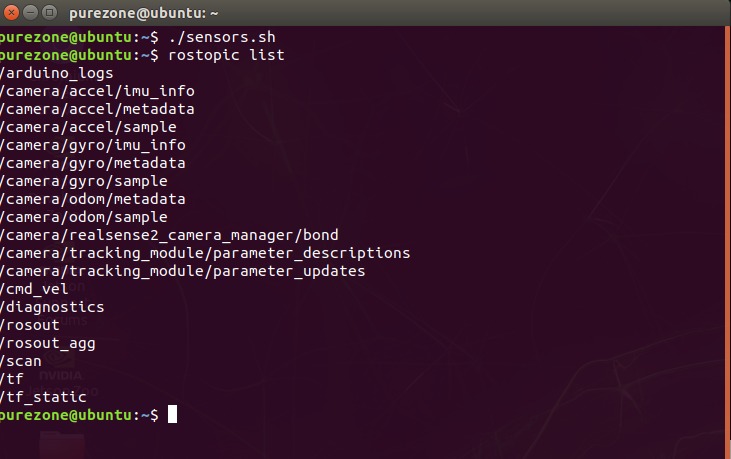 purezone@ubuntu: ~
purezone@ubuntu:~$ ./sensors.sh
purezone@ubuntu:~$ rostopic list
/arduino_logs
/camera/accel/imu_info
/camera/accel/metadata
/camera/accel/sample
/camera/gyro/imu_info
/camera/gyro/metadata
/camera/gyro/sample
/camera/odom/metadata
/camera/odom/sample
/camera/realsense2_camera_manager/bond
/camera/tracking_module/parameter_descriptions
/camera/tracking_module/parameter_updates
/cmd_vel
/diagnostics
/rosout
/rosout_agg
/scan
/tf
NVIDIA
/tf_static
purezone@ubuntu:~$